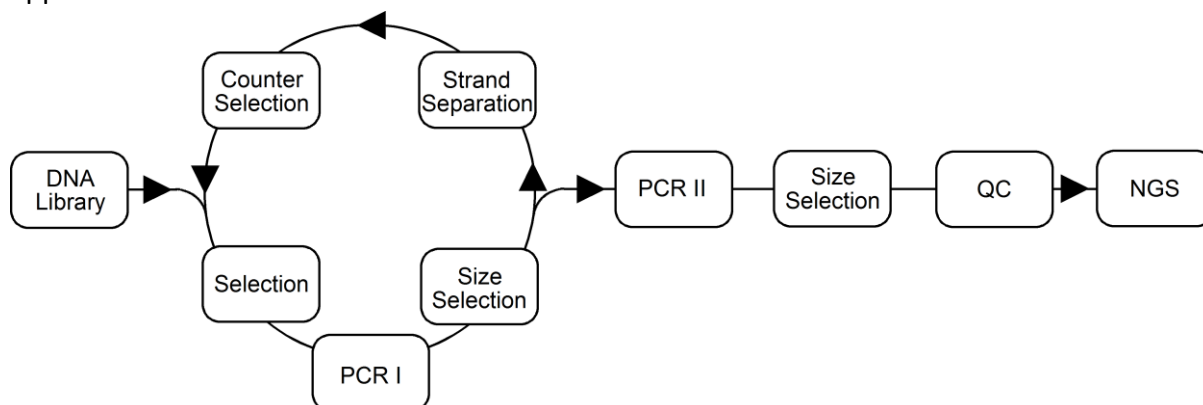 Counter
Selection
Strand
Separation
DNA
Library
PCR II
Size
Selection
QC
NGS
Selection
Size
Selection
PCR I